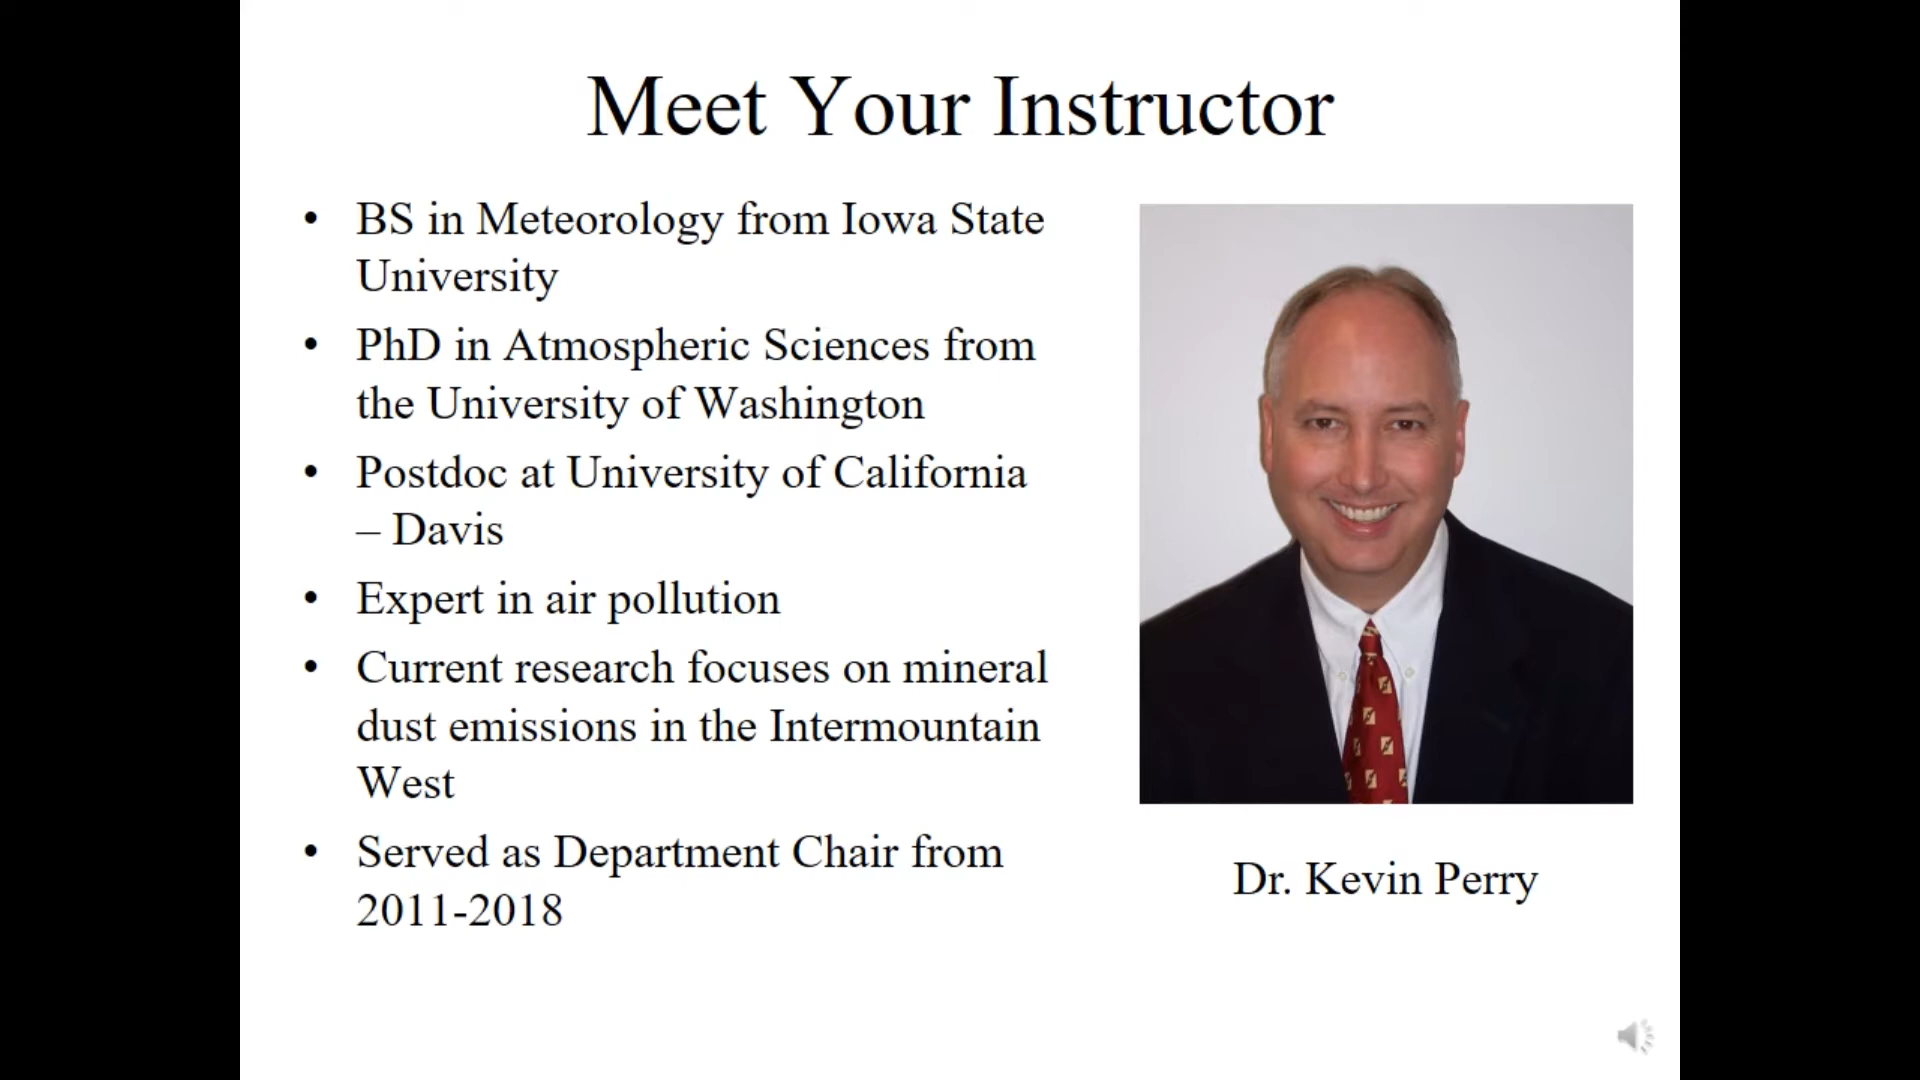 Meet Your Instructor
• BS in Meteorology from Iowa State
University
• PhD in Atmospheric Sciences from
the University of Washington
• Postdoc at University of California
– Davis
• Expert in air pollution
• Current research focuses on mineral
dust emissions in the Intermountain
West
• Served as Department Chair from
2011-2018
Dr. Kevin Perry